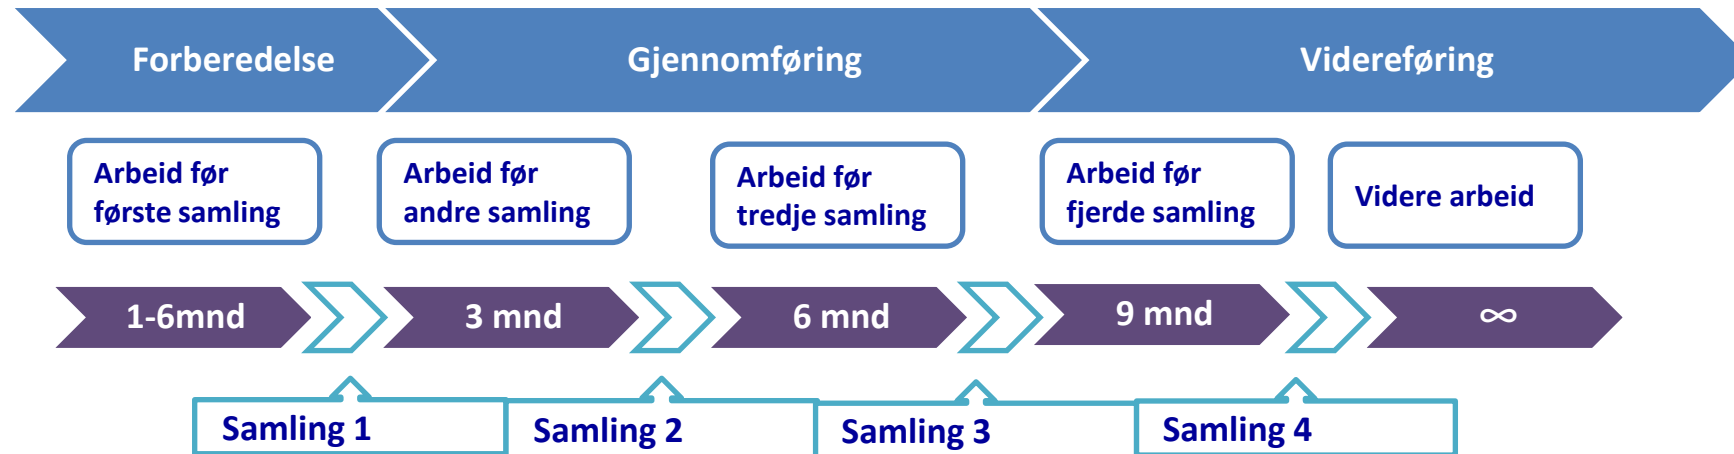 Forberedelse
Gjennomføring
Videreføring
Arbeid før
første samling
Arbeid før
andre samling
Arbeid før
tredje samling
Arbeid før
fjerde samling
Videre arbeid
1-6mnd
3 mnd
6 mnd
9 mnd
∞
Samling 1
Samling 2
Samling 3
Samling 4